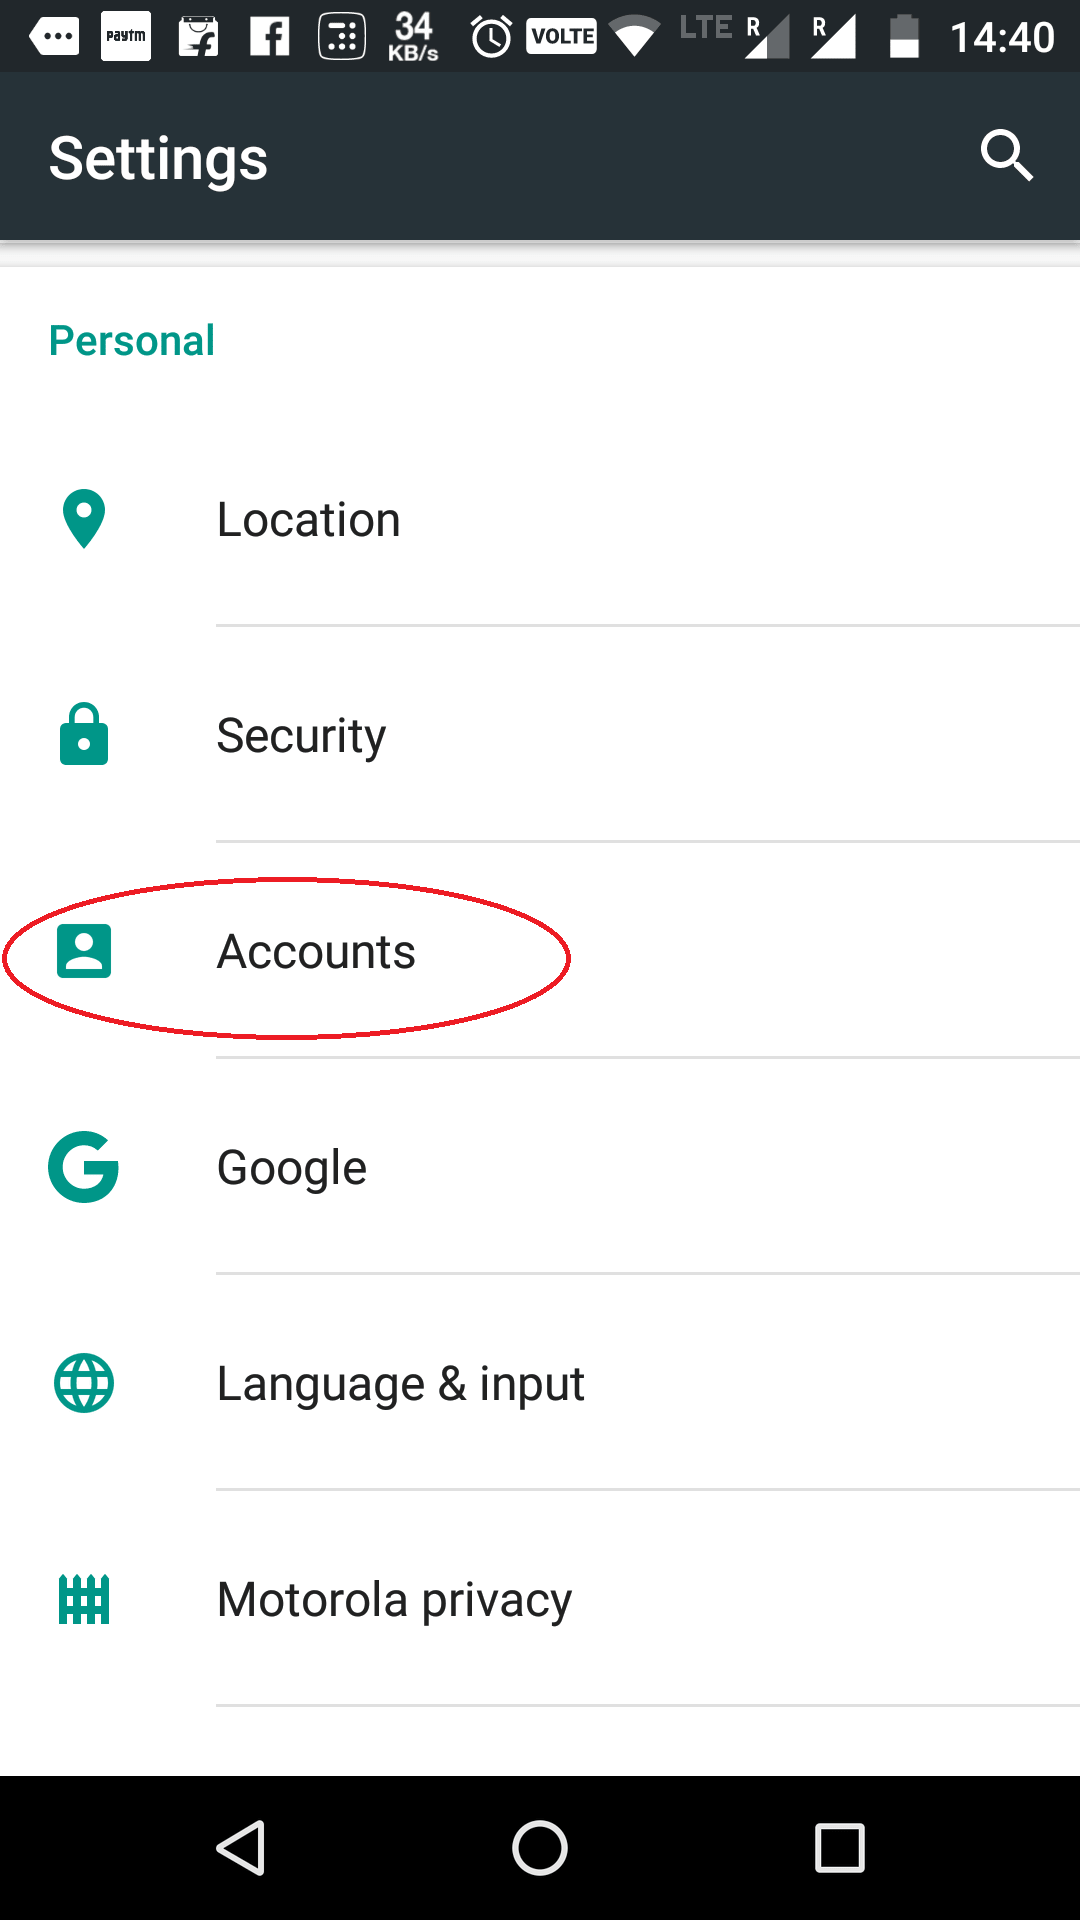 paytm 34 KB/s VOLTE LTE R R 14:40
Settings
Personal
Location
Security
Accounts
Google
Language & input
Motorola privacy